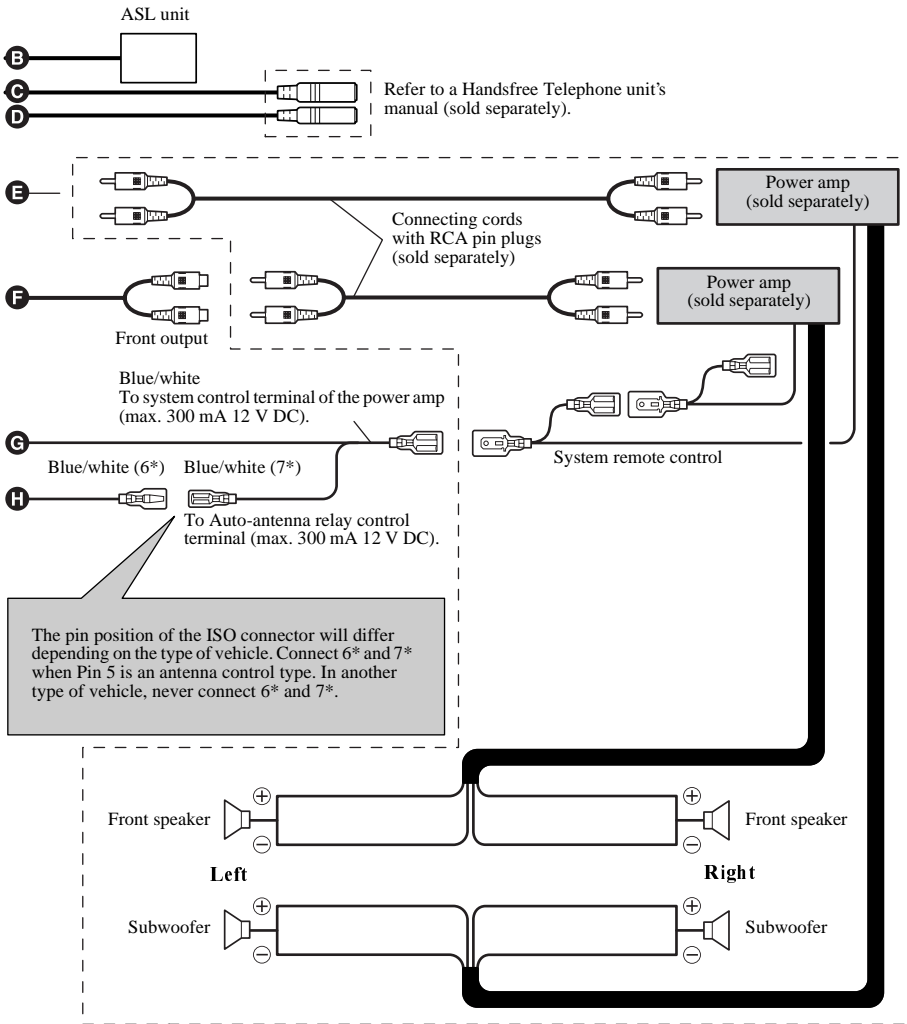 ASL unit
B
C
D
Refer to a Handsfree Telephone unit's
manual (sold separately).
E
Power amp
(sold separately)
Connecting cords
with RCA pin plugs
(sold separately)
F
Power amp
(sold separately)
Front output
Blue/white
To system control terminal of the power amp
(max. 300 mA 12 V DC).
G
System remote control
Blue/white (6*) Blue/white (7*)
H
To Auto-antenna relay control
terminal (max. 300 mA 12 V DC).
The pin position of the ISO connector will differ
depending on the type of vehicle. Connect 6* and 7*
when Pin 5 is an antenna control type. In another
type of vehicle, never connect 6* and 7*.
+ +
Front speaker Front speaker
− −
Left Right
+ +
Subwoofer Subwoofer
− −